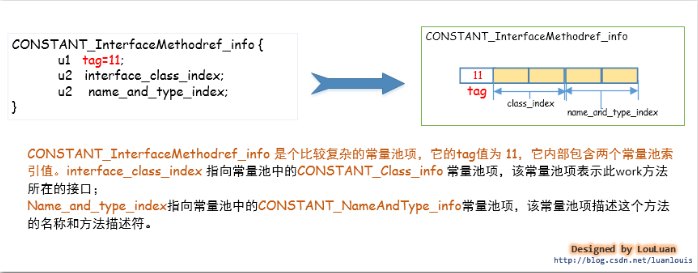 CONSTANT_InterfaceMethodref_info {
u1 tag=11;
u2 interface_class_index;
u2 name_and_type_index;
}
CONSTANT_InterfaceMethodref_info
11
tag
class_index
name_and_type_index
CONSTANT_InterfaceMethodref_info 是个比较复杂的常量池项，它的tag值为 11，它内部包含两个常量池索
引值。interface_class_index 指向常量池中的CONSTANT_Class_info 常量池项，该常量池项表示此work方法
所在的接口；
Name_and_type_index指向常量池中的CONSTANT_NameAndType_info常量池项，该常量池项描述这个方法
的名称和方法描述符。
Designed by LouLuan
http://blog.csdn.net/luanlouis